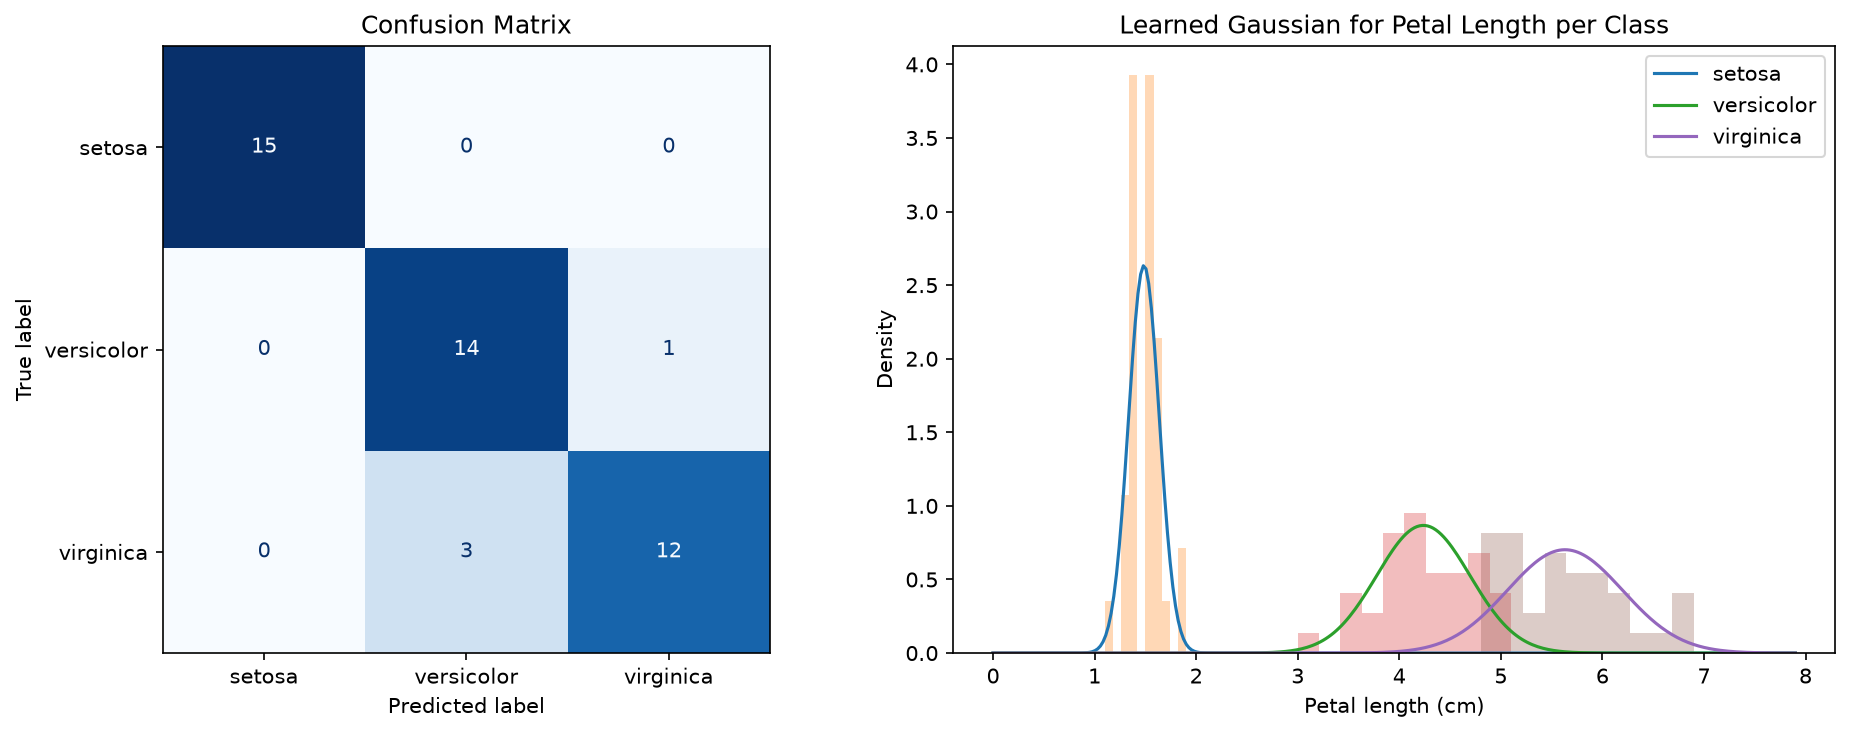 Confusion Matrix
True label
setosa
versicolor
virginica
15 0 0
0 14 1
0 3 12
setosa versicolor virginica
Predicted label
Learned Gaussian for Petal Length per Class
Density
4.0
3.5
3.0
2.5
2.0
1.5
1.0
0.5
0.0
0 1 2 3 4 5 6 7 8
Petal length (cm)
setosa
versicolor
virginica